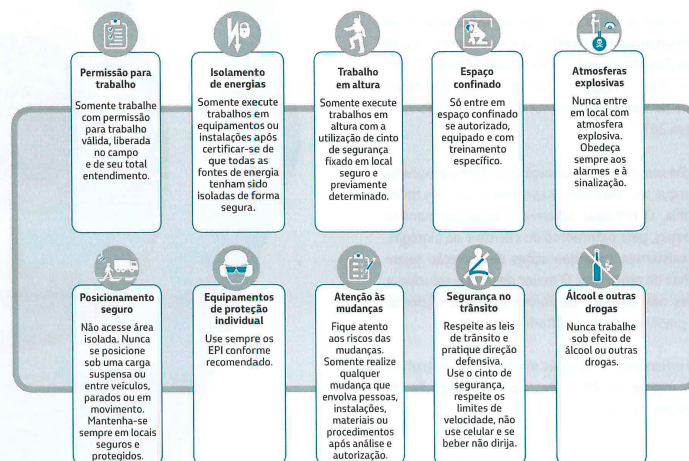 Permissão para
trabalho
Somente trabalhe
com permissão
para trabalho
válida, liberada
no campo
e de seu total
entendimento.
Isolamento
de energias
Somente execute
trabalhos em
equipamentos ou
instalações após
certificar-se de
que todas as
fontes de energia
tenham sido
isoladas de forma
segura.
Trabalho
em altura
Somente execute
trabalhos em
altura com a
utilização de cinto
de segurança
fixado em local
seguro e
previamente
determinado.
Espaço
confinado
Só entre em
espaço confinado
se autorizado,
equipado e com
treinamento
específico.
Atmosferas
explosivas
Nunca entre
em local com
atmosfera
explosiva.
Obedeça
sempre aos
alarmes e à
sinalização.
Posicionamento
seguro
Não acesse área
isolada. Nunca
se posicione
sob uma carga
suspensa ou
entre veículos,
parados ou em
movimento.
Mantenha-se
sempre em locais
seguros e
protegidos.
Equipamentos
de proteção
individual
Use sempre os
EPI conforme
recomendado.
Atenção às
mudanças
Fique atento
aos riscos das
mudanças.
Somente realize
qualquer
mudança que
envolva pessoas,
instalações,
materiais ou
procedimentos
após análise e
autorização.
Segurança no
trânsito
Respeite as leis
de trânsito e
pratique direção
defensiva.
Use o cinto de
segurança,
respeite os
limites de
velocidade, não
use celular e se
beber não dirija.
Álcool e outras
drogas
Nunca trabalhe
sob efeito de
álcool ou outras
drogas.